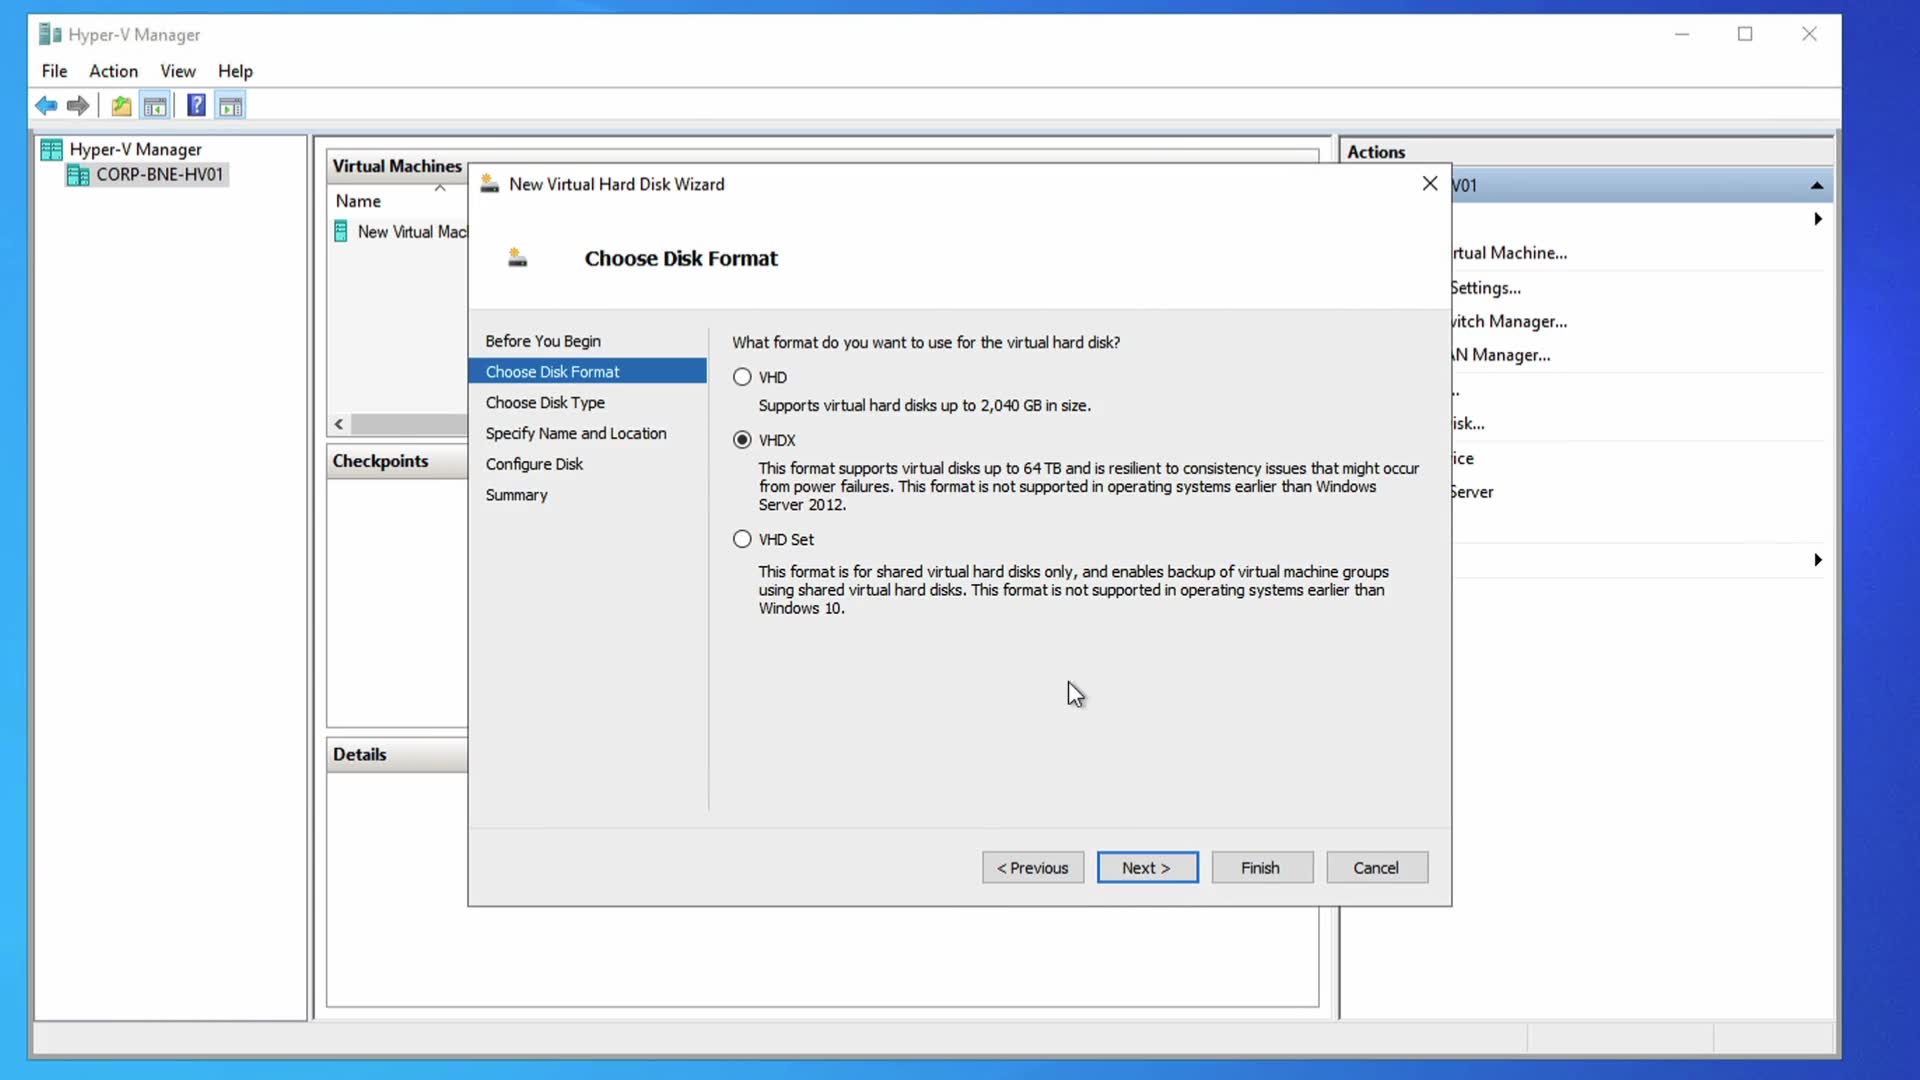 Hyper-V Manager
File Action View Help
Hyper-V Manager
CORP-BNE-HV01
Virtual Machines
Name
New Virtual Mac
Checkpoints
Details
New Virtual Hard Disk Wizard
Choose Disk Format
Before You Begin
Choose Disk Format
Choose Disk Type
Specify Name and Location
Configure Disk
Summary
What format do you want to use for the virtual hard disk?
VHD
Supports virtual hard disks up to 2,040 GB in size.
VHDX
This format supports virtual disks up to 64 TB and is resilient to consistency issues that might occur
from power failures. This format is not supported in operating systems earlier than Windows
Server 2012.
VHD Set
This format is for shared virtual hard disks only, and enables backup of virtual machine groups
using shared virtual hard disks. This format is not supported in operating systems earlier than
Windows 10.
< Previous
Next >
Finish
Cancel
Actions
V01
rtual Machine...
Settings...
itch Manager...
N Manager...
..
isk...
ice
Server